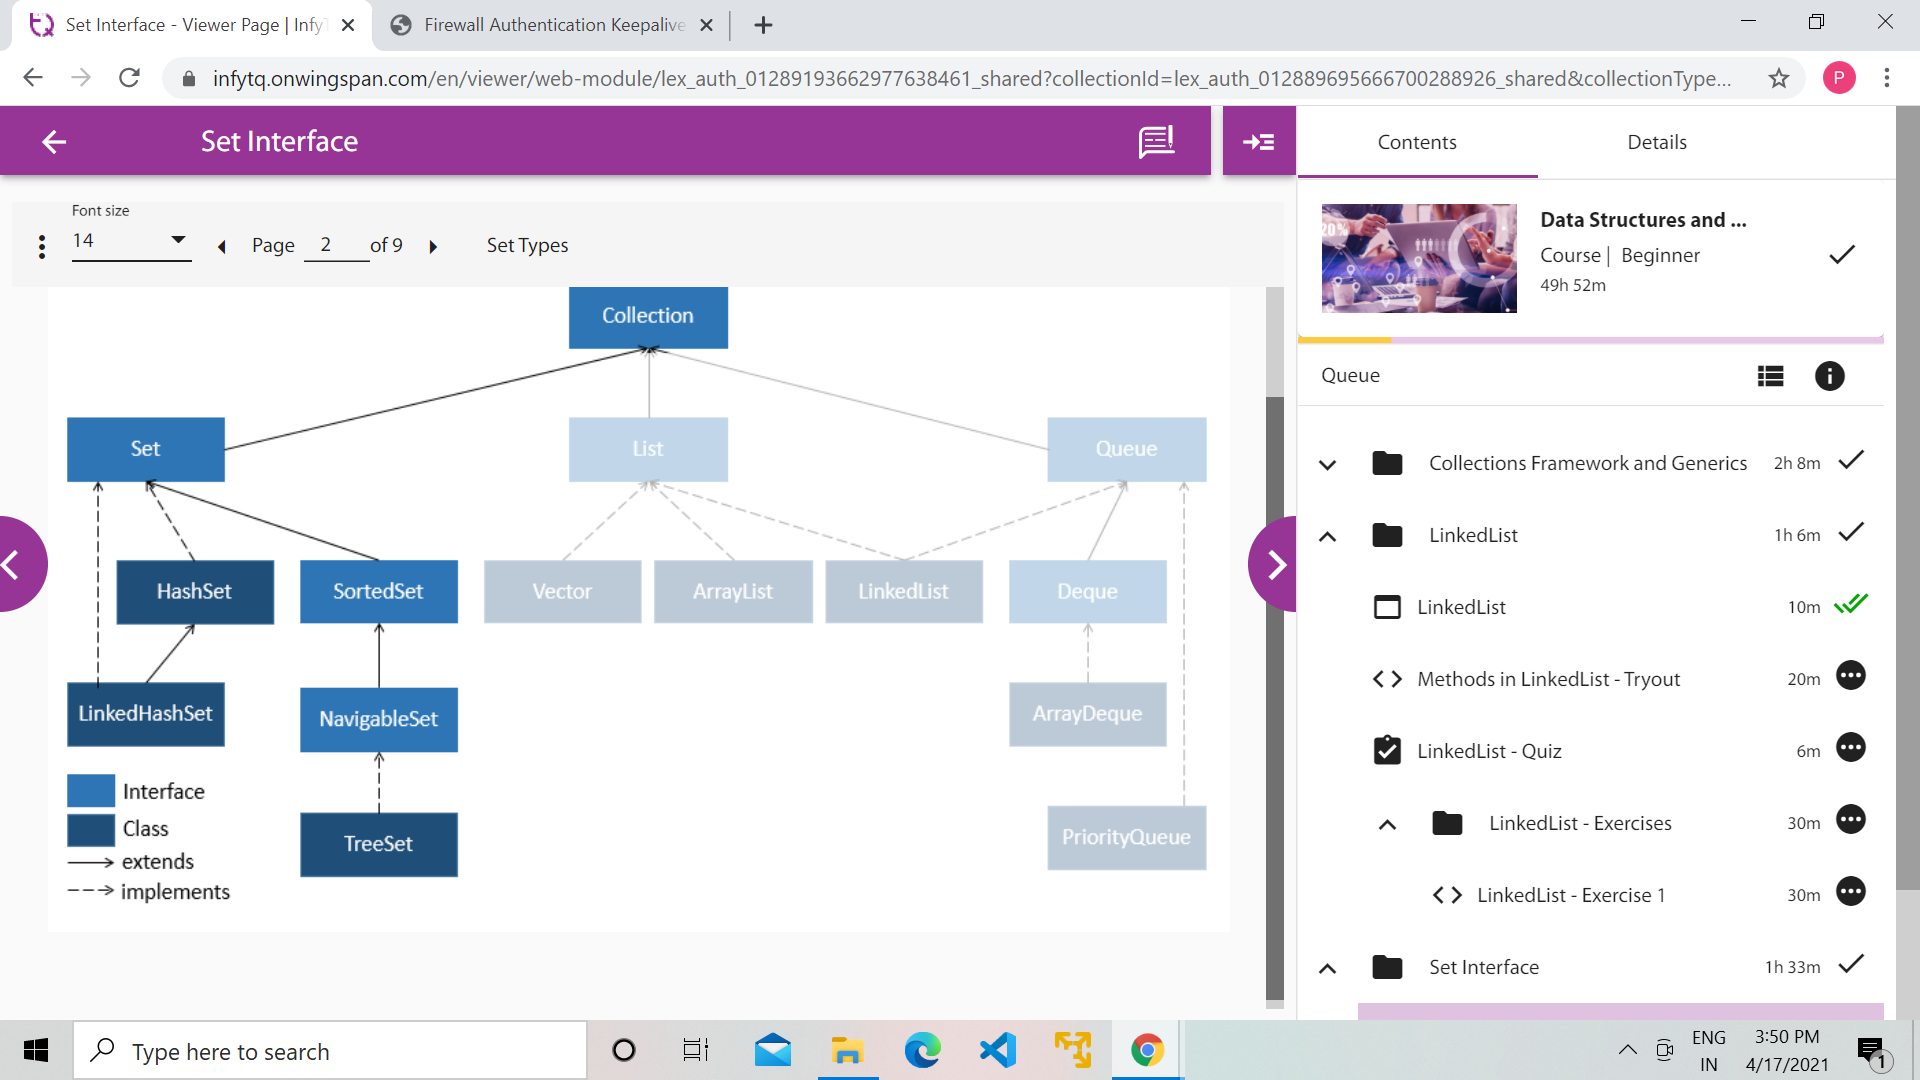 Set Interface - Viewer Page | Infy
Firewall Authentication Keepalive
infytq.onwingspan.com/en/viewer/web-module/lex_auth_01289193662977638461_shared?collectionId=lex_auth_012889695666700288926_shared&collectionType...
P
Set Interface
Contents
Details
Font size
14
Page 2 of 9
Set Types
20%
Data Structures and ...
Course | Beginner
49h 52m
Collection
Queue
Set
List
Queue
Collections Framework and Generics 2h 8m
LinkedList 1h 6m
HashSet
SortedSet
Vector
ArrayList
LinkedList
Deque
LinkedList 10m
Methods in LinkedList - Tryout 20m
LinkedHashSet
NavigableSet
ArrayDeque
LinkedList - Quiz 6m
Interface
Class
extends
implements
TreeSet
PriorityQueue
LinkedList - Exercises 30m
LinkedList - Exercise 1 30m
Set Interface 1h 33m
Type here to search
ENG
IN
3:50 PM
4/17/2021
1